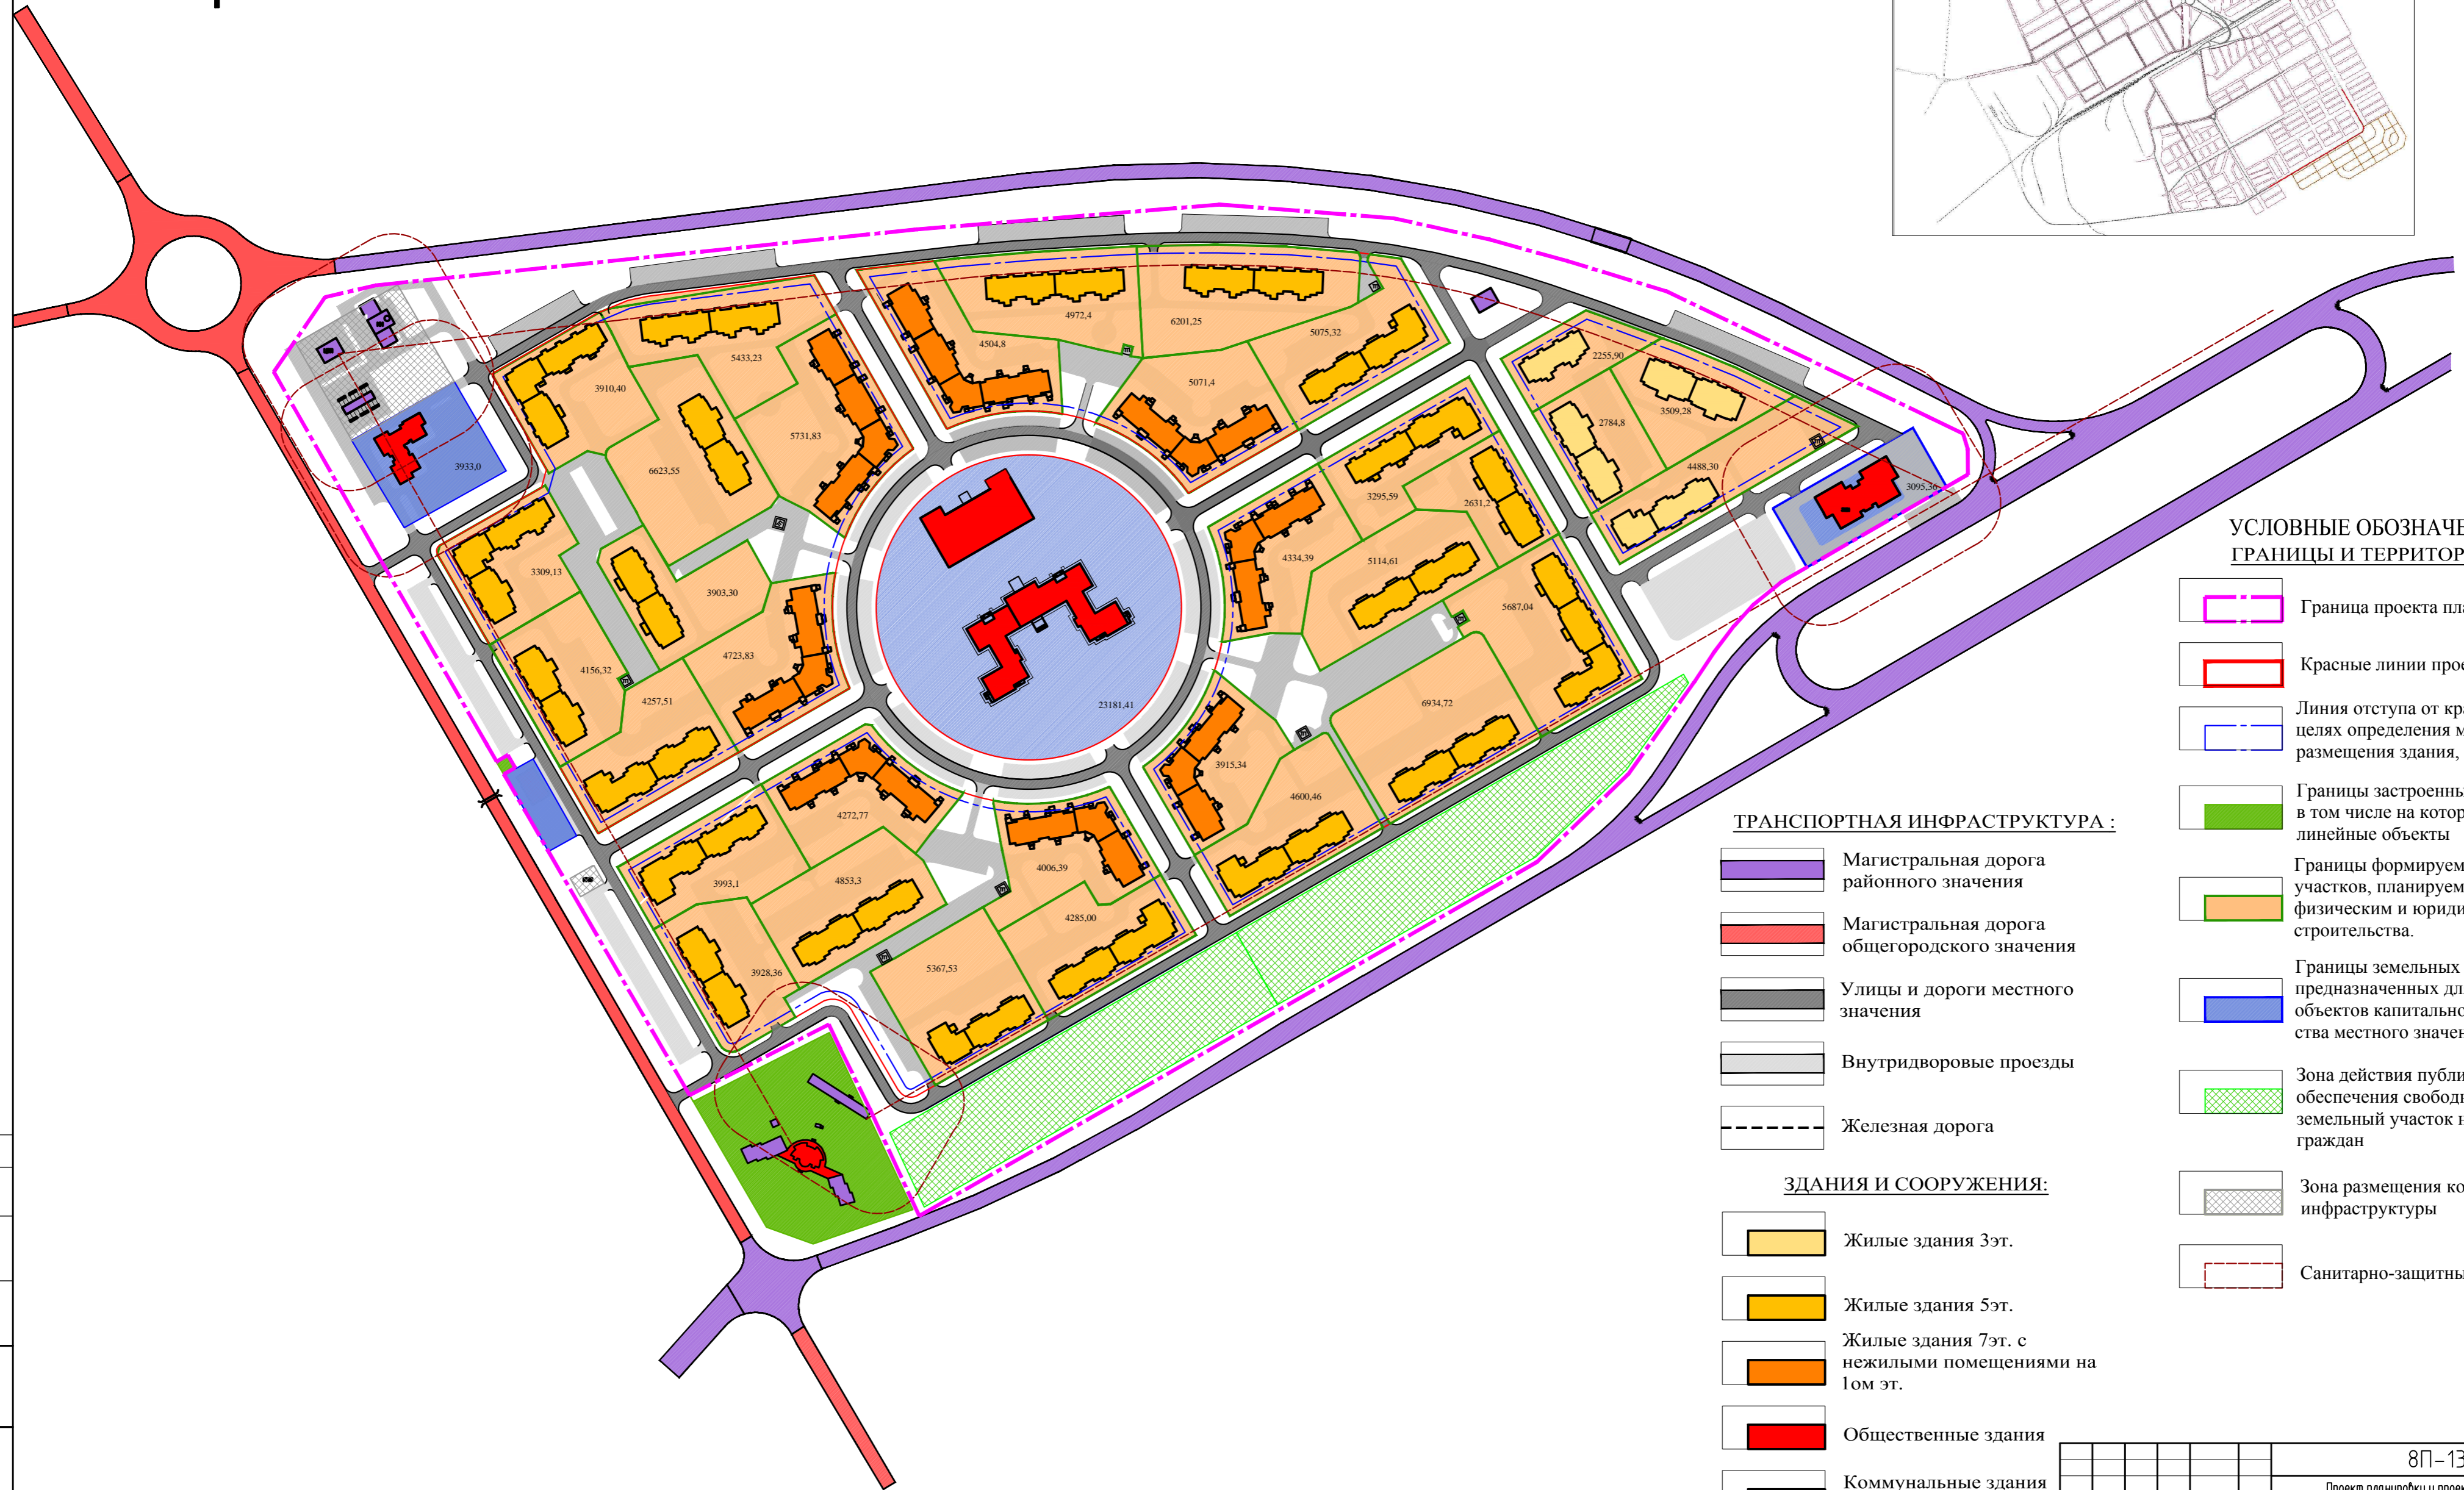 5433,23
3910,40
5731,83
6623,55
3933,0
3309,13
3903,30
4156,32
4723,83
4257,51
4972,4
6201,25
4504,8
5075,32
5071,4
2255,90
3509,28
2784,8
4488,30
3095,36
3295,59
2631,2
4334,39
5114,61
5687,04
23181,41
6934,72
3915,34
4600,46
4272,77
3993,1
4853,3
4006,39
4285,00
3928,36
5367,53
ТРАНСПОРТНАЯ ИНФРАСТРУКТУРА :
Магистральная дорога
районного значения
Магистральная дорога
общегородского значения
Улицы и дороги местного
значения
Внутридворовые проезды
Железная дорога
ЗДАНИЯ И СООРУЖЕНИЯ:
Жилые здания 3эт.
Жилые здания 5эт.
Жилые здания 7эт. с
нежилыми помещениями на
1ом эт.
Общественные здания
Коммунальные здания
УСЛОВНЫЕ ОБОЗНАЧЕ
ГРАНИЦЫ И ТЕРРИТОР
Граница проекта пла
Красные линии прое
Линия отступа от кра
целях определения м
размещения здания,
Границы застроенны
в том числе на котор
линейные объекты
Границы формируем
участков, планируем
физическим и юриди
строительства.
Границы земельных
предназначенных дл
объектов капитально
ства местного значен
Зона действия публи
обеспечения свободн
земельный участок н
граждан
Зона размещения ко
инфраструктуры
Санитарно-защитны
8П-13
Проект планировки и прое